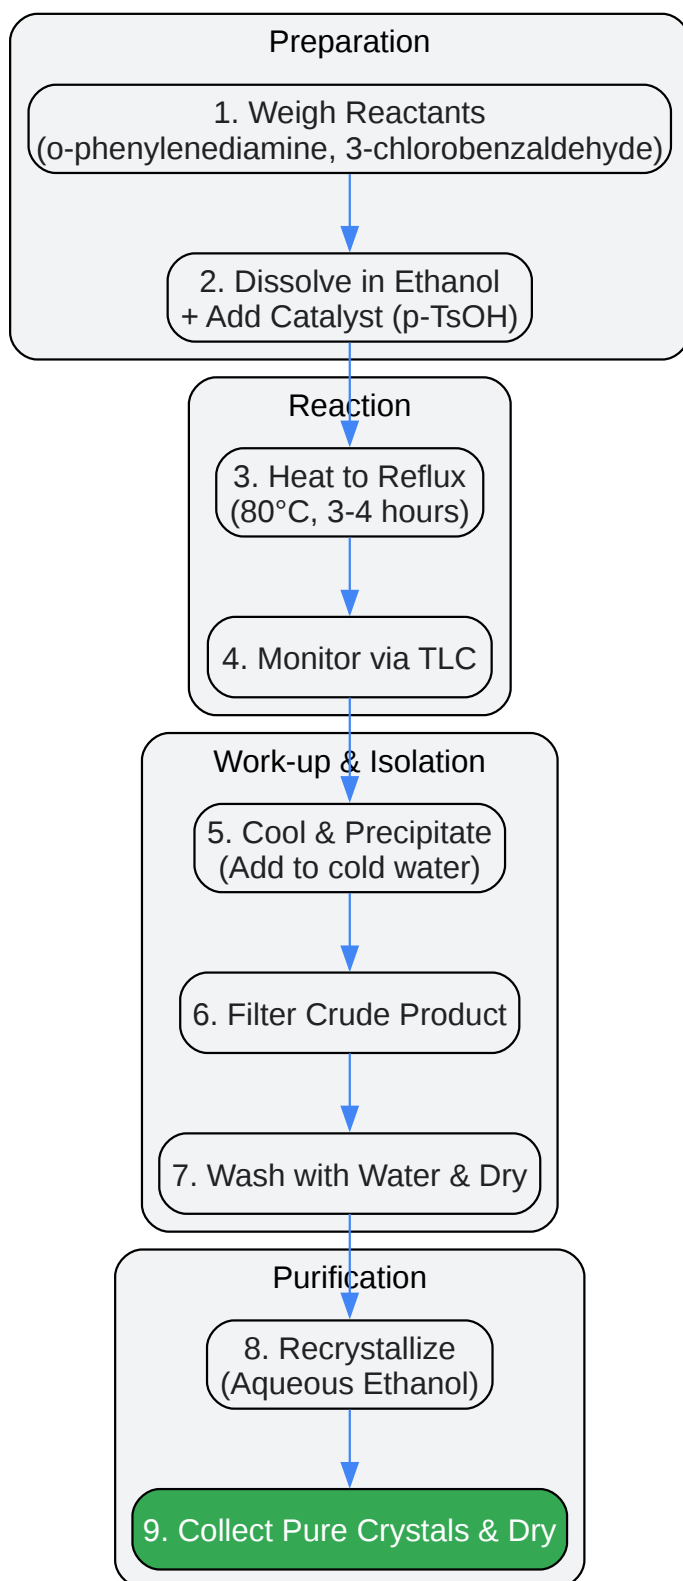 Preparation
1. Weigh Reactants
(o-phenylenediamine, 3-chlorobenzaldehyde)
2. Dissolve in Ethanol
+ Add Catalyst (p-TsOH)
Reaction
3. Heat to Reflux
(80°C, 3-4 hours)
4. Monitor via TLC
Work-up & Isolation
5. Cool & Precipitate
(Add to cold water)
6. Filter Crude Product
7. Wash with Water & Dry
Purification
8. Recrystallize
(Aqueous Ethanol)
9. Collect Pure Crystals & Dry